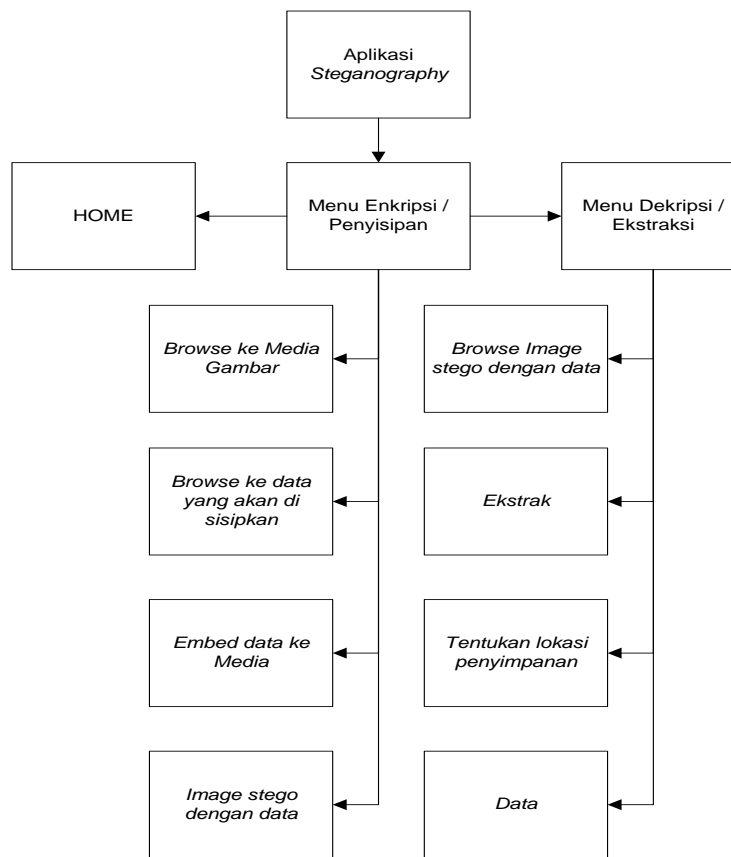 Aplikasi
Steganography
HOME
Menu Enkripsi /
Penyisipan
Menu Dekripsi /
Ekstraksi
Browse ke Media
Gambar
Browse Image
stego dengan data
Browse ke data
yang akan di
sisipkan
Ekstrak
Embed data ke
Media
Tentukan lokasi
penyimpanan
Image stego
dengan data
Data